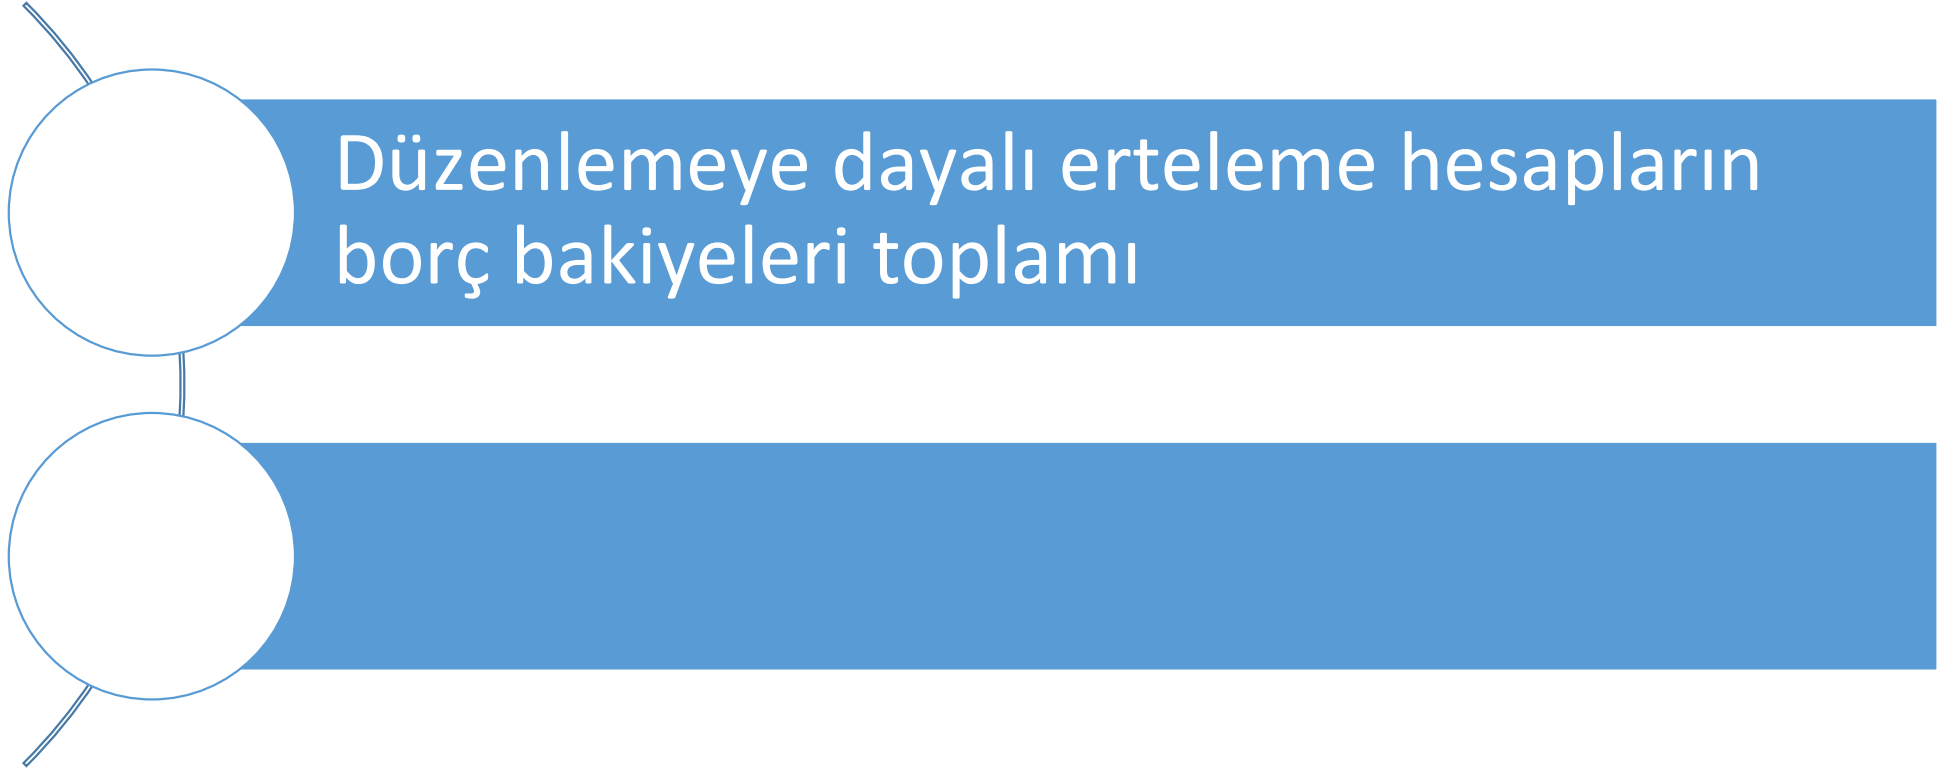 Düzenlemeye dayalı erteleme hesapların
borç bakiyeleri toplamı